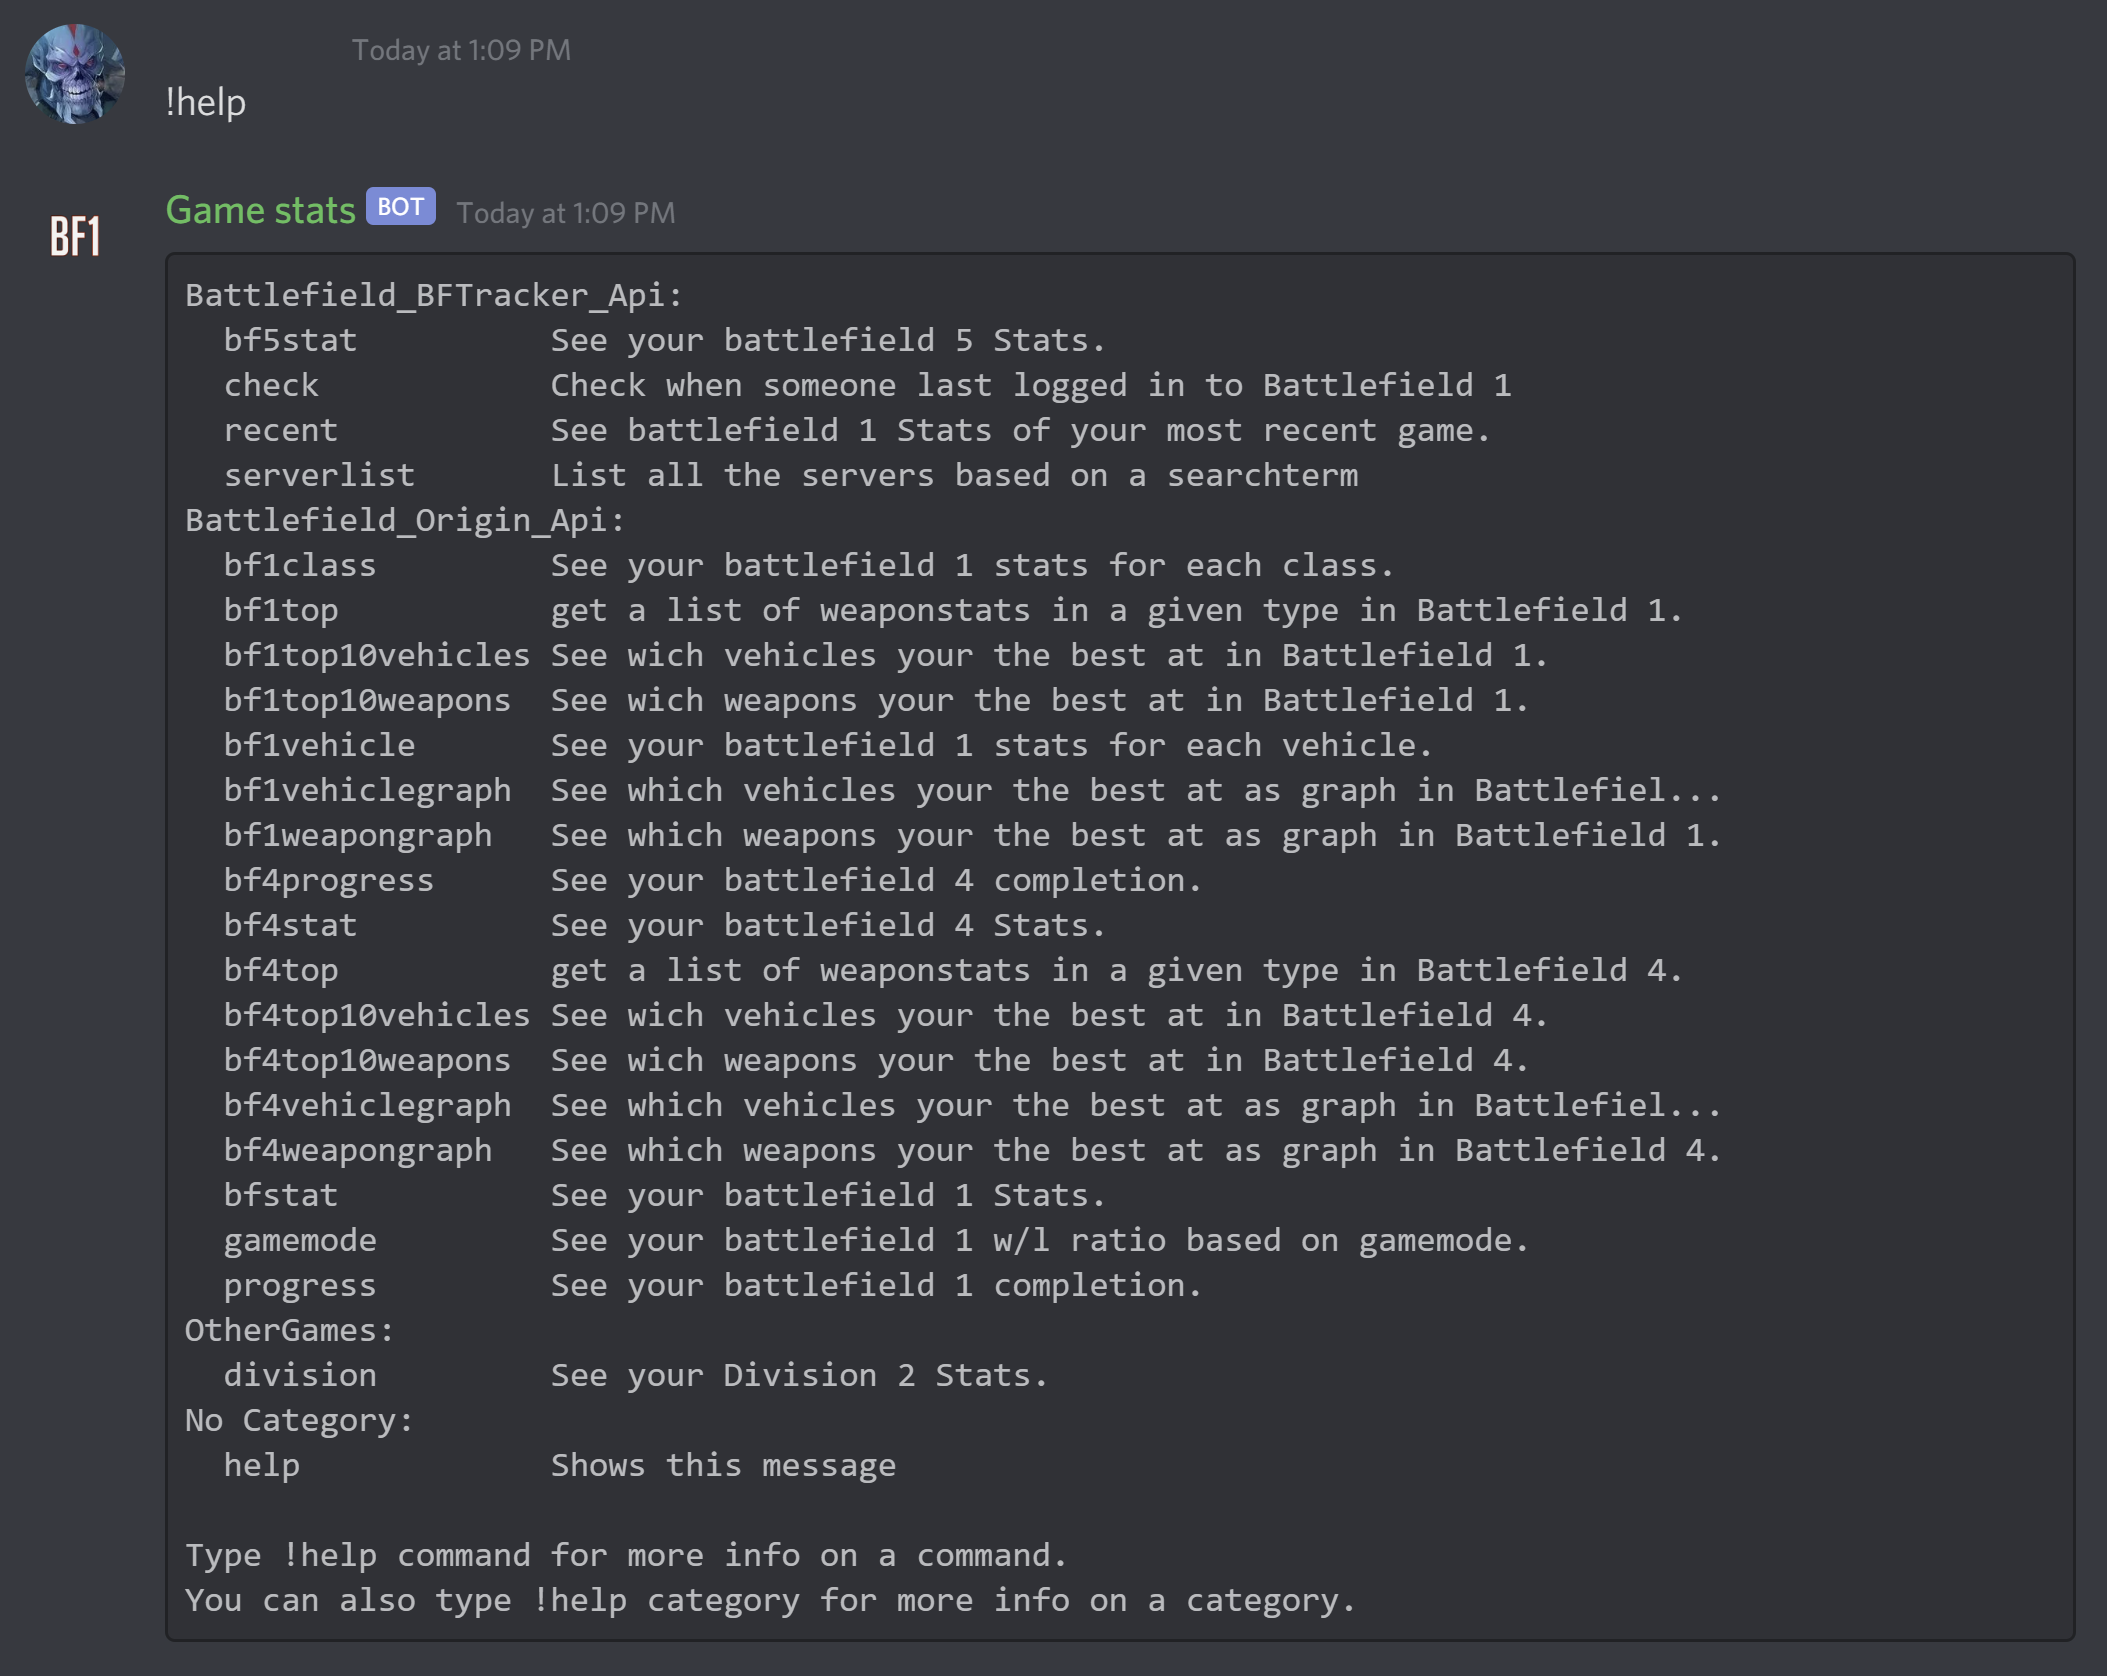 Today at 1:09 PM
!help
Game stats BOT Today at 1:09 PM
BF1
Battlefield_BFTracker_Api:
  bf5stat          See your battlefield 5 Stats.
  check            Check when someone last logged in to Battlefield 1
  recent           See battlefield 1 Stats of your most recent game.
  serverlist       List all the servers based on a searchterm
Battlefield_Origin_Api:
  bf1class         See your battlefield 1 stats for each class.
  bf1top           get a list of weaponstats in a given type in Battlefield 1.
  bf1top10vehicles See wich vehicles your the best at in Battlefield 1.
  bf1top10weapons  See wich weapons your the best at in Battlefield 1.
  bf1vehicle       See your battlefield 1 stats for each vehicle.
  bf1vehiclegraph  See which vehicles your the best at as graph in Battlefiel...
  bf1weapongraph   See which weapons your the best at as graph in Battlefield 1.
  bf4progress      See your battlefield 4 completion.
  bf4stat          See your battlefield 4 Stats.
  bf4top           get a list of weaponstats in a given type in Battlefield 4.
  bf4top10vehicles See wich vehicles your the best at in Battlefield 4.
  bf4top10weapons  See wich weapons your the best at in Battlefield 4.
  bf4vehiclegraph  See which vehicles your the best at as graph in Battlefiel...
  bf4weapongraph   See which weapons your the best at as graph in Battlefield 4.
  bfstat           See your battlefield 1 Stats.
  gamemode         See your battlefield 1 w/l ratio based on gamemode.
  progress         See your battlefield 1 completion.
OtherGames:
  division         See your Division 2 Stats.
No Category:
  help             Shows this message

Type !help command for more info on a command.
You can also type !help category for more info on a category.